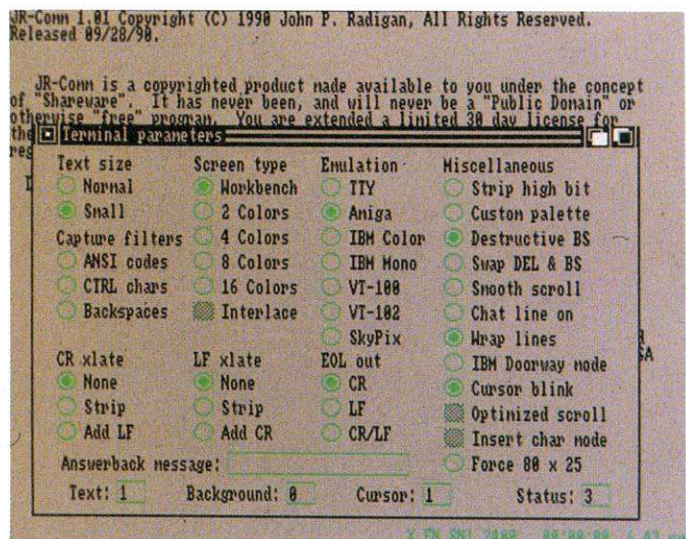 JR-Comm 1.01 Copyright (C) 1990 John P. Radigan, All Rights Reserved.
Released 09/28/90.
JR-Comm is a copyrighted product made available to you under the concept
of "Shareware". It has never been, and will never be a "Public Domain" or
otherwise "free" program. You are extended a limited 30 day license for
the
reg
Terminal parameters
Text size
Normal
Small
Capture filters
ANSI codes
CTRL chars
Backspaces
Screen type
Workbench
2 Colors
4 Colors
8 Colors
16 Colors
Interlace
Emulation
TTY
Amiga
IBM Color
IBM Mono
VT-100
VT-102
SkyPix
Miscellaneous
Strip high bit
Custom palette
Destructive BS
Swap DEL & BS
Smooth scroll
Chat line on
Wrap lines
IBM Doorway mode
Cursor blink
Optimized scroll
Insert char mode
Force 80 x 25
CR xlate
None
Strip
Add LF
LF xlate
None
Strip
Add CR
EOL out
CR
LF
CR/LF
Answerback message:
Text: 1 Background: 0 Cursor: 1 Status: 3